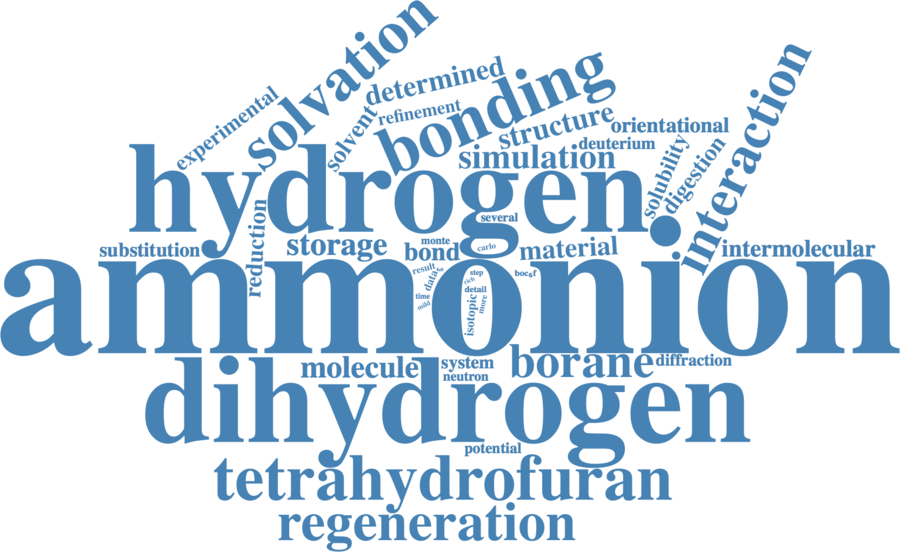 solvation
determined
bonding
experimental
refinement
solvent
structure
orientational
interaction
deuterium
simulation
solubility
digestion
hydrogen
several
reduction
substitution
storage
monte
bond
carlo
material
intermolecular
result
data
step
rich
detail
time
mild
more
isotopic
ammonion
molecule
system
neutron
borane
diffraction
dihydrogen
potential
tetrahydrofuran
regeneration